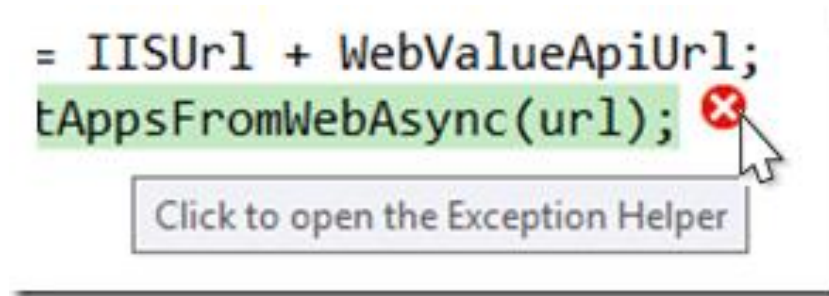 = IISUrl + WebValueApiUrl;
tAppsFromWebAsync(url);
Click to open the Exception Helper